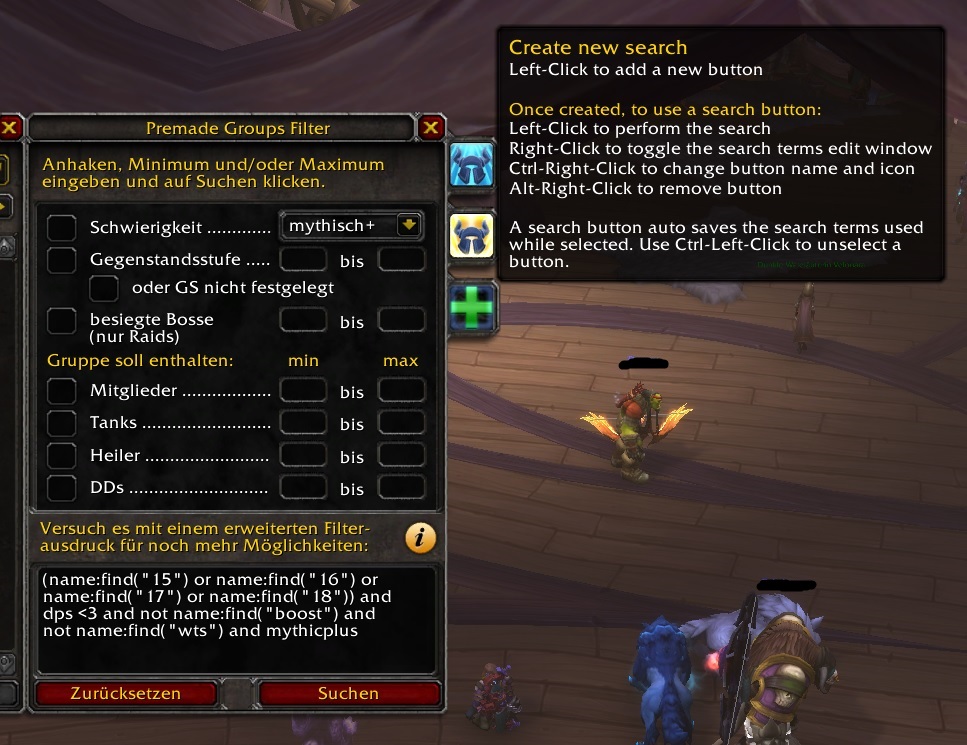 Create new search
Left-Click to add a new button
Once created, to use a search button:
Left-Click to perform the search
Right-Click to toggle the search terms edit window
Ctrl-Right-Click to change button name and icon
Alt-Right-Click to remove button
A search button auto saves the search terms used
while selected. Use Ctrl-Left-Click to unselect a
button.
Premade Groups Filter
Anhaken, Minimum und/oder Maximum
eingeben und auf Suchen klicken.
Schwierigkeit ............. mythisch+
Gegenstandsstufe ..... bis
oder GS nicht festgelegt
besiegte Bosse bis
(nur Raids)
Gruppe soll enthalten: min max
Mitglieder .................. bis
Tanks .......................... bis
Heiler ......................... bis
DDs ............................ bis
Versuch es mit einem erweiterten Filter-
ausdruck für noch mehr Möglichkeiten:
i
(name:find("15") or name:find("16") or
name:find("17") or name:find("18")) and
dps <3 and not name:find("boost") and
not name:find("wts") and mythicplus
Zurücksetzen Suchen